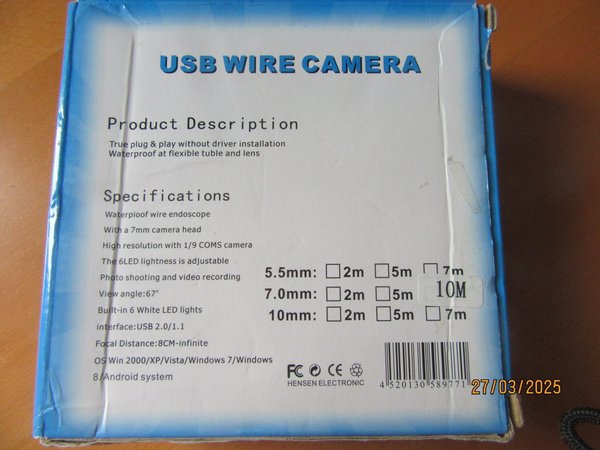 USB WIRE CAMERA
Product Description
True plug & play without driver installation
Waterproof at flexible tuble and lens
Specifications
Waterpioof wire endoscope
With a 7mm camera head
High resolution with 1/9 COMS camera
The 6LED lightness is adjustable
Photo shooting and video recording
View angle:67°
Built-in 6 White LED lights
interface:USB 2.0/1.1
Focal Distance:8CM-infinite
OS Win 2000/XP/Vista/Windows 7/Windows
8/Android system
5.5mm: 2m 5m 7m
7.0mm: 2m 5m 10M
10mm: 2m 5m 7m
FC CE
HENSEN ELECTRONIC
4 520130 589771
27/03/2025